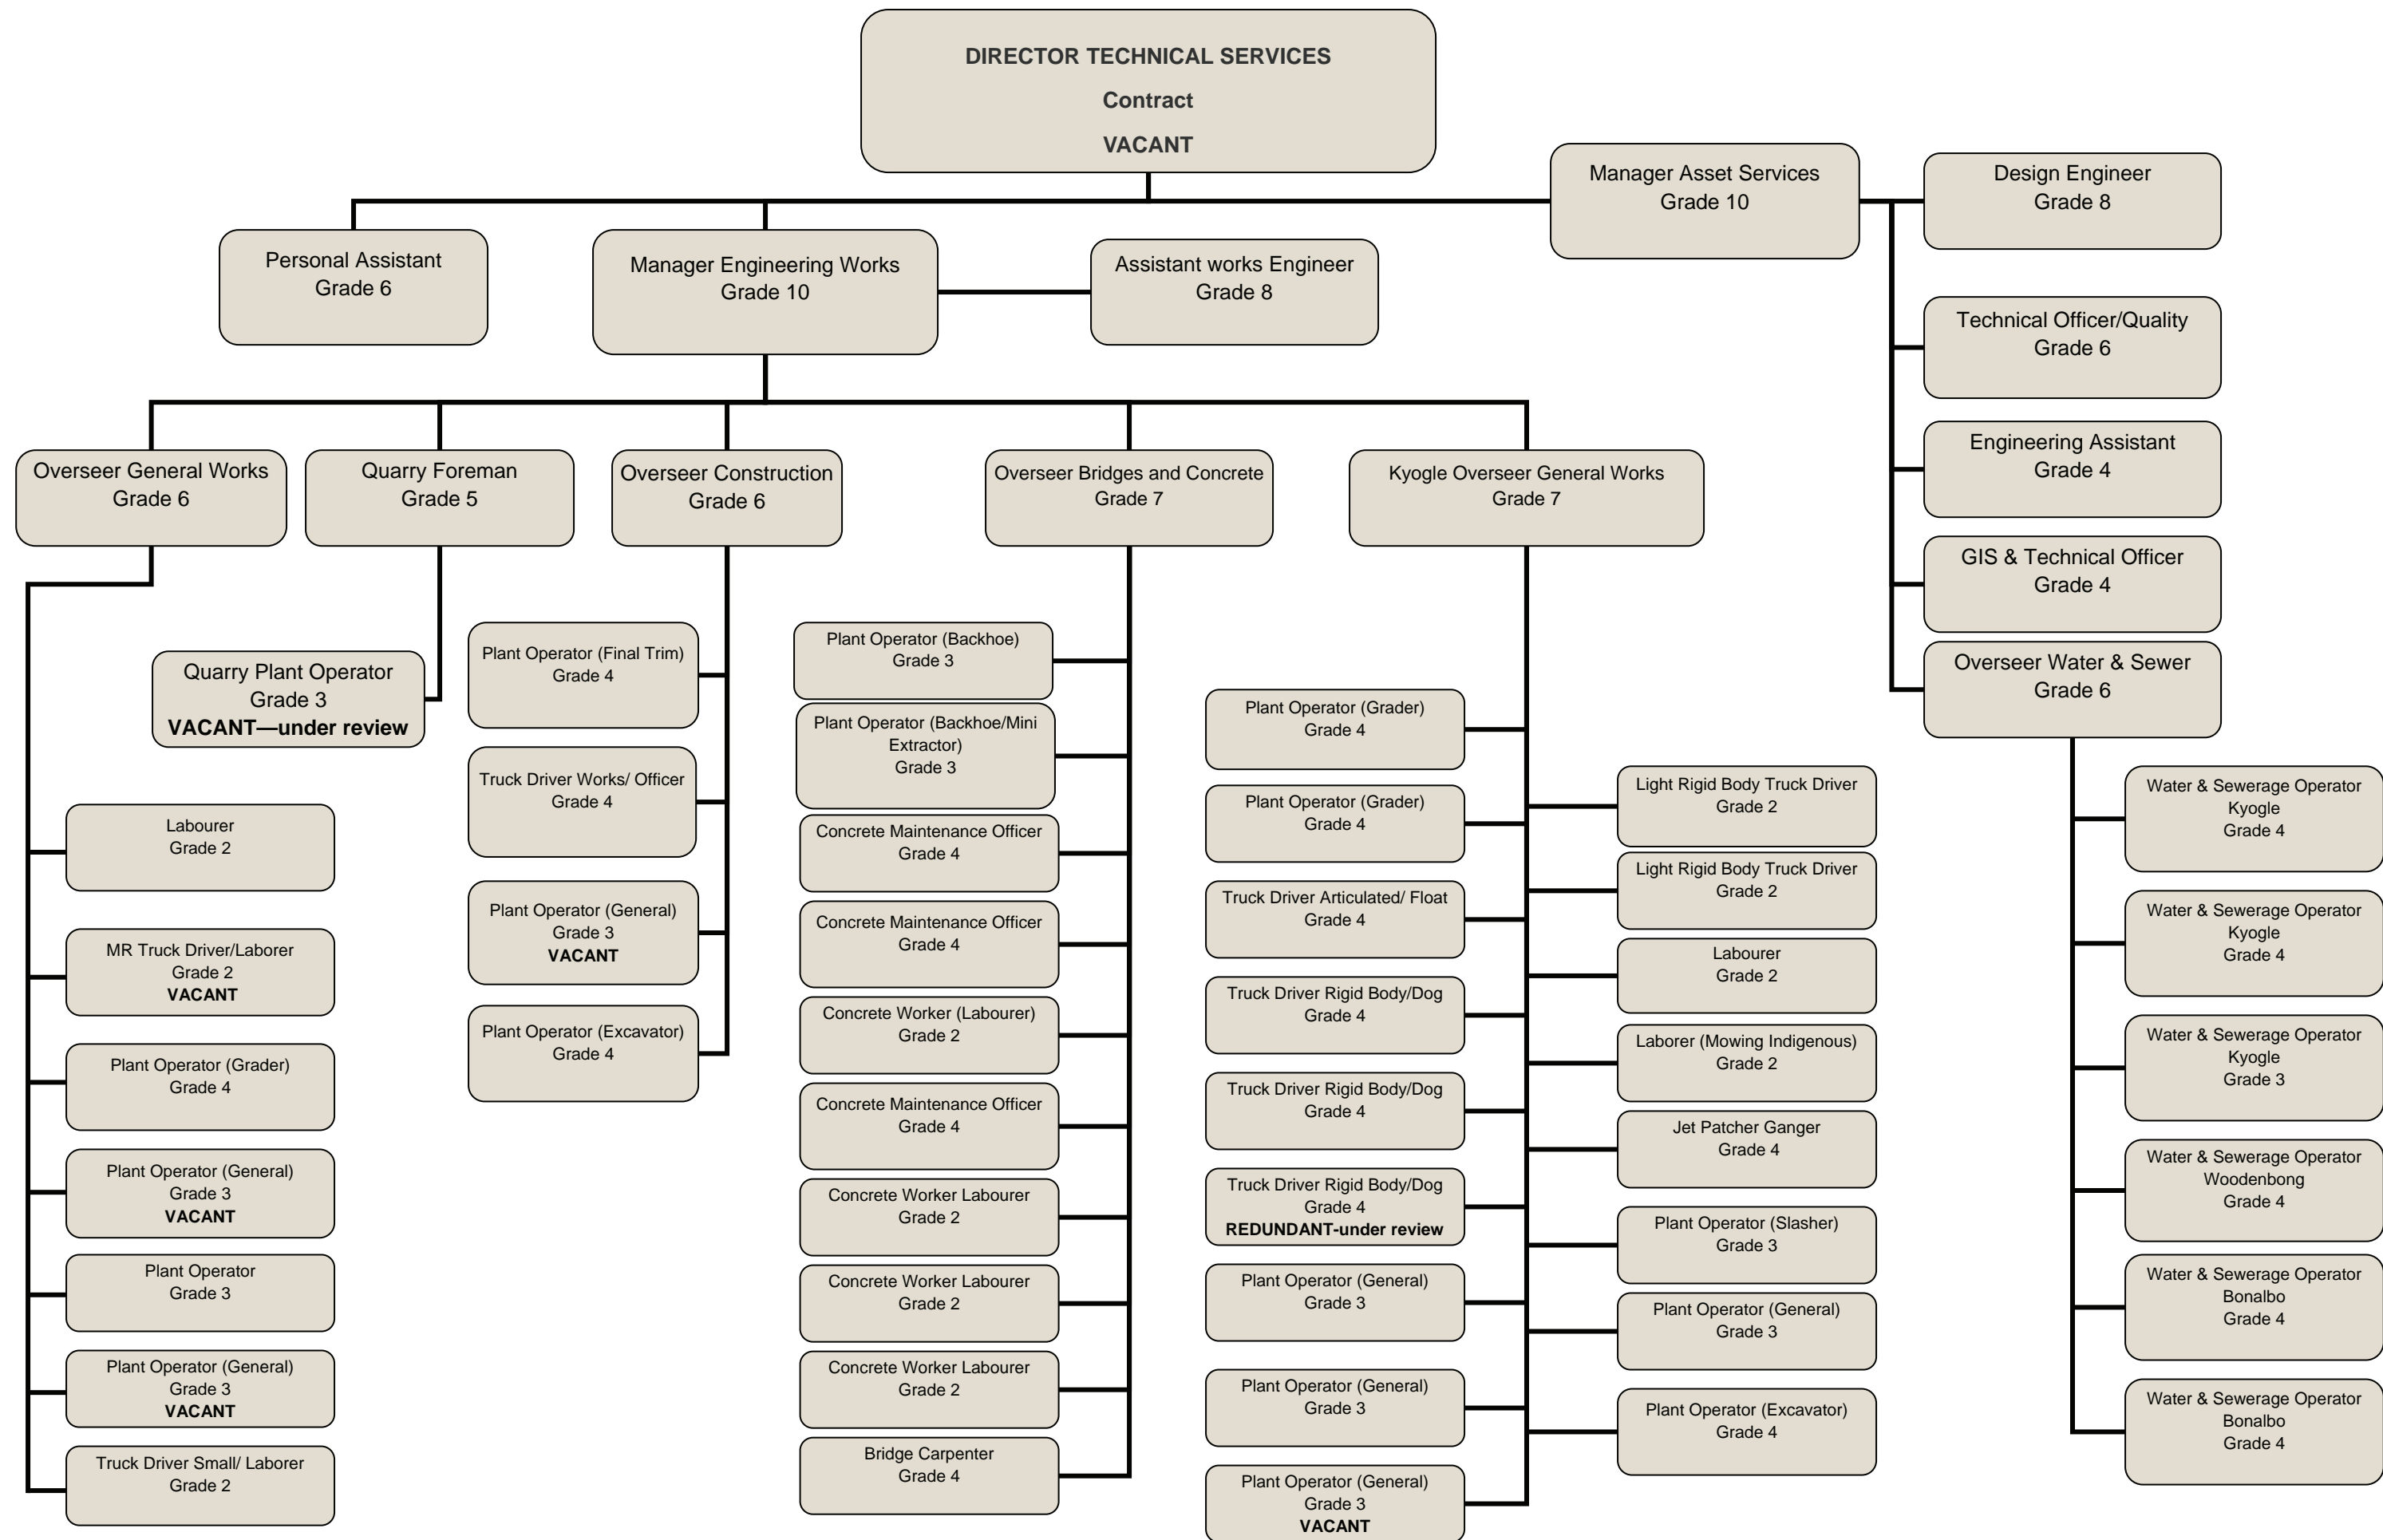 DIRECTOR TECHNICAL SERVICES
Contract
VACANT
Manager Asset Services
Grade 10
Design Engineer
Grade 8
Personal Assistant
Grade 6
Manager Engineering Works
Grade 10
Assistant works Engineer
Grade 8
Technical Officer/Quality
Grade 6
Engineering Assistant
Grade 4
GIS & Technical Officer
Grade 4
Overseer Water & Sewer
Grade 6
Overseer General Works
Grade 6
Quarry Foreman
Grade 5
Overseer Construction
Grade 6
Overseer Bridges and Concrete
Grade 7
Kyogle Overseer General Works
Grade 7
Labourer
Grade 2
MR Truck Driver/Laborer
Grade 2
VACANT
Plant Operator (Grader)
Grade 4
Plant Operator (General)
Grade 3
VACANT
Plant Operator
Grade 3
Plant Operator (General)
Grade 3
VACANT
Truck Driver Small/ Laborer
Grade 2
Quarry Plant Operator
Grade 3
VACANT—under review
Plant Operator (Final Trim)
Grade 4
Truck Driver Works/ Officer
Grade 4
Plant Operator (General)
Grade 3
VACANT
Plant Operator (Excavator)
Grade 4
Plant Operator (Backhoe)
Grade 3
Plant Operator (Backhoe/Mini
Extractor)
Grade 3
Concrete Maintenance Officer
Grade 4
Concrete Maintenance Officer
Grade 4
Concrete Worker (Labourer)
Grade 2
Concrete Maintenance Officer
Grade 4
Concrete Worker Labourer
Grade 2
Concrete Worker Labourer
Grade 2
Concrete Worker Labourer
Grade 2
Bridge Carpenter
Grade 4
Plant Operator (Grader)
Grade 4
Plant Operator (Grader)
Grade 4
Truck Driver Articulated/ Float
Grade 4
Truck Driver Rigid Body/Dog
Grade 4
Truck Driver Rigid Body/Dog
Grade 4
Truck Driver Rigid Body/Dog
Grade 4
REDUNDANT-under review
Plant Operator (General)
Grade 3
Plant Operator (General)
Grade 3
Plant Operator (General)
Grade 3
VACANT
Light Rigid Body Truck Driver
Grade 2
Light Rigid Body Truck Driver
Grade 2
Labourer
Grade 2
Laborer (Mowing Indigenous)
Grade 2
Jet Patcher Ganger
Grade 4
Plant Operator (Slasher)
Grade 3
Plant Operator (General)
Grade 3
Plant Operator (Excavator)
Grade 4
Water & Sewerage Operator
Kyogle
Grade 4
Water & Sewerage Operator
Kyogle
Grade 4
Water & Sewerage Operator
Kyogle
Grade 3
Water & Sewerage Operator
Woodenbong
Grade 4
Water & Sewerage Operator
Bonalbo
Grade 4
Water & Sewerage Operator
Bonalbo
Grade 4